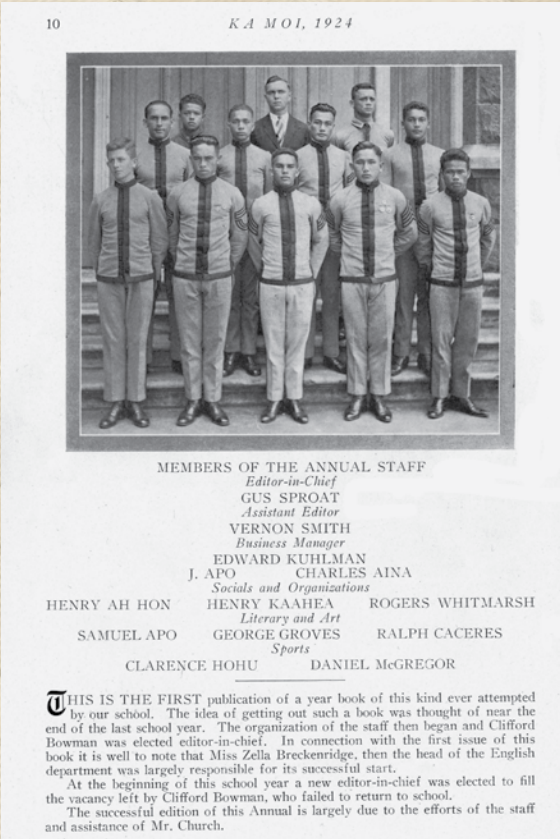 10
KA MOI, 1924
MEMBERS OF THE ANNUAL STAFF
Editor-in-Chief
GUS SPROAT
Assistant Editor
VERNON SMITH
Business Manager
EDWARD KUHLMAN
J. APO CHARLES AINA
Socials and Organizations
HENRY AH HON HENRY KAAHEA ROGERS WHITMARSH
Literary and Art
SAMUEL APO GEORGE GROVES RALPH CACERES
Sports
CLARENCE HOHU DANIEL McGREGOR
THIS IS THE FIRST publication of a year book of this kind ever attempted
by our school. The idea of getting out such a book was thought of near the
end of the last school year. The organization of the staff then began and Clifford
Bowman was elected editor-in-chief. In connection with the first issue of this
book it is well to note that Miss Zella Breckenridge, then the head of the English
department was largely responsible for its successful start.
At the beginning of this school year a new editor-in-chief was elected to fill
the vacancy left by Clifford Bowman, who failed to return to school.
The successful edition of this Annual is largely due to the efforts of the staff
and assistance of Mr. Church.